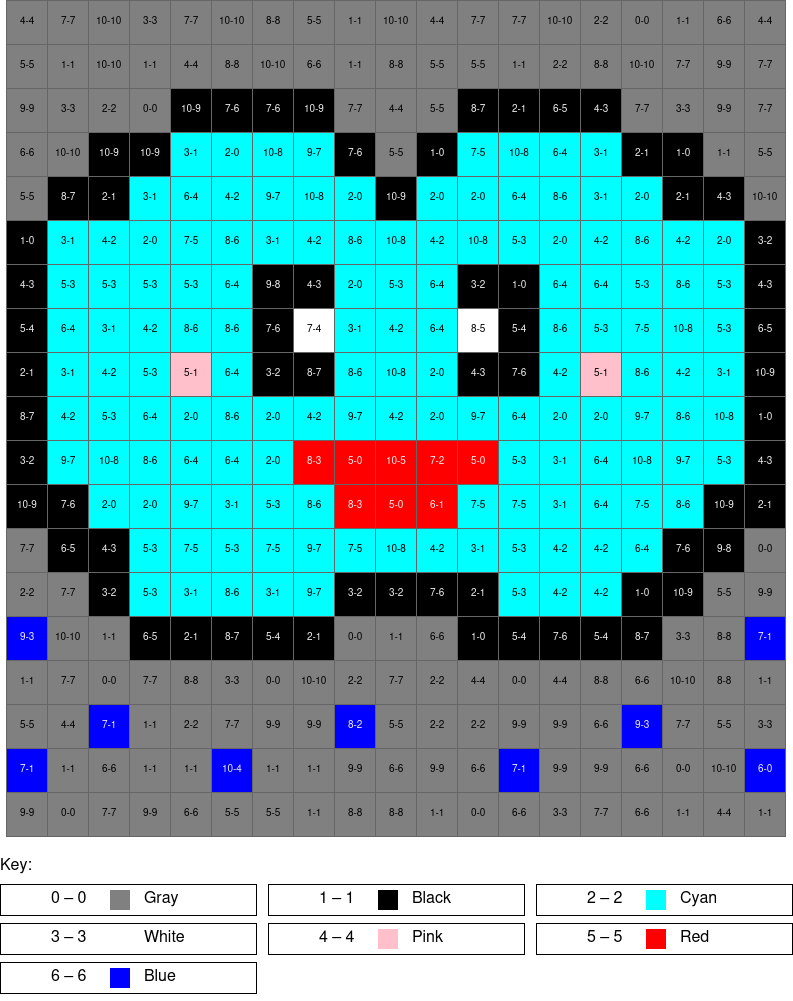 4-4 7-7 10-10 3-3 7-7 10-10 8-8 5-5 1-1 10-10 4-4 7-7 7-7 10-10 2-2 0-0 1-1 6-6 4-4
5-5 1-1 10-10 1-1 4-4 8-8 10-10 6-6 1-1 8-8 5-5 5-5 1-1 2-2 8-8 10-10 7-7 9-9 7-7
9-9 3-3 2-2 0-0 10-9 7-6 7-6 10-9 7-7 4-4 5-5 8-7 2-1 6-5 4-3 7-7 3-3 9-9 7-7
6-6 10-10 10-9 10-9 3-1 2-0 10-8 9-7 7-6 5-5 1-0 7-5 10-8 6-4 3-1 2-1 1-0 1-1 5-5
5-5 8-7 2-1 3-1 6-4 4-2 9-7 10-8 2-0 10-9 2-0 2-0 6-4 8-6 3-1 2-0 2-1 4-3 10-10
1-0 3-1 4-2 2-0 7-5 8-6 3-1 4-2 8-6 10-8 4-2 10-8 5-3 2-0 4-2 8-6 4-2 2-0 3-2
4-3 5-3 5-3 5-3 5-3 6-4 9-8 4-3 2-0 5-3 6-4 3-2 1-0 6-4 6-4 5-3 8-6 5-3 4-3
5-4 6-4 3-1 4-2 8-6 8-6 7-6 7-4 3-1 4-2 6-4 8-5 5-4 8-6 5-3 7-5 10-8 5-3 6-5
2-1 3-1 4-2 5-3 5-1 6-4 3-2 8-7 8-6 10-8 2-0 4-3 7-6 4-2 5-1 8-6 4-2 3-1 10-9
8-7 4-2 5-3 6-4 2-0 8-6 2-0 4-2 9-7 4-2 2-0 9-7 6-4 2-0 2-0 9-7 8-6 10-8 1-0
3-2 9-7 10-8 8-6 6-4 6-4 2-0 8-3 5-0 10-5 7-2 5-0 5-3 3-1 6-4 10-8 9-7 5-3 4-3
10-9 7-6 2-0 2-0 9-7 3-1 5-3 8-6 8-3 5-0 6-1 7-5 7-5 3-1 6-4 7-5 8-6 10-9 2-1
7-7 6-5 4-3 5-3 7-5 5-3 7-5 9-7 7-5 10-8 4-2 3-1 5-3 4-2 4-2 6-4 7-6 9-8 0-0
2-2 7-7 3-2 5-3 3-1 8-6 3-1 9-7 3-2 3-2 7-6 2-1 5-3 4-2 4-2 1-0 10-9 5-5 9-9
9-3 10-10 1-1 6-5 2-1 8-7 5-4 2-1 0-0 1-1 6-6 1-0 5-4 7-6 5-4 8-7 3-3 8-8 7-1
1-1 7-7 0-0 7-7 8-8 3-3 0-0 10-10 2-2 7-7 2-2 4-4 0-0 4-4 8-8 6-6 10-10 8-8 1-1
5-5 4-4 7-1 1-1 2-2 7-7 9-9 9-9 8-2 5-5 2-2 2-2 9-9 9-9 6-6 9-3 7-7 5-5 3-3
7-1 1-1 6-6 1-1 1-1 10-4 1-1 1-1 9-9 6-6 9-9 6-6 7-1 9-9 9-9 6-6 0-0 10-10 6-0
9-9 0-0 7-7 9-9 6-6 5-5 5-5 1-1 8-8 8-8 1-1 0-0 6-6 3-3 7-7 6-6 1-1 4-4 1-1
Key:
0 – 0 Gray 1 – 1 Black 2 – 2 Cyan
3 – 3 White 4 – 4 Pink 5 – 5 Red
6 – 6 Blue